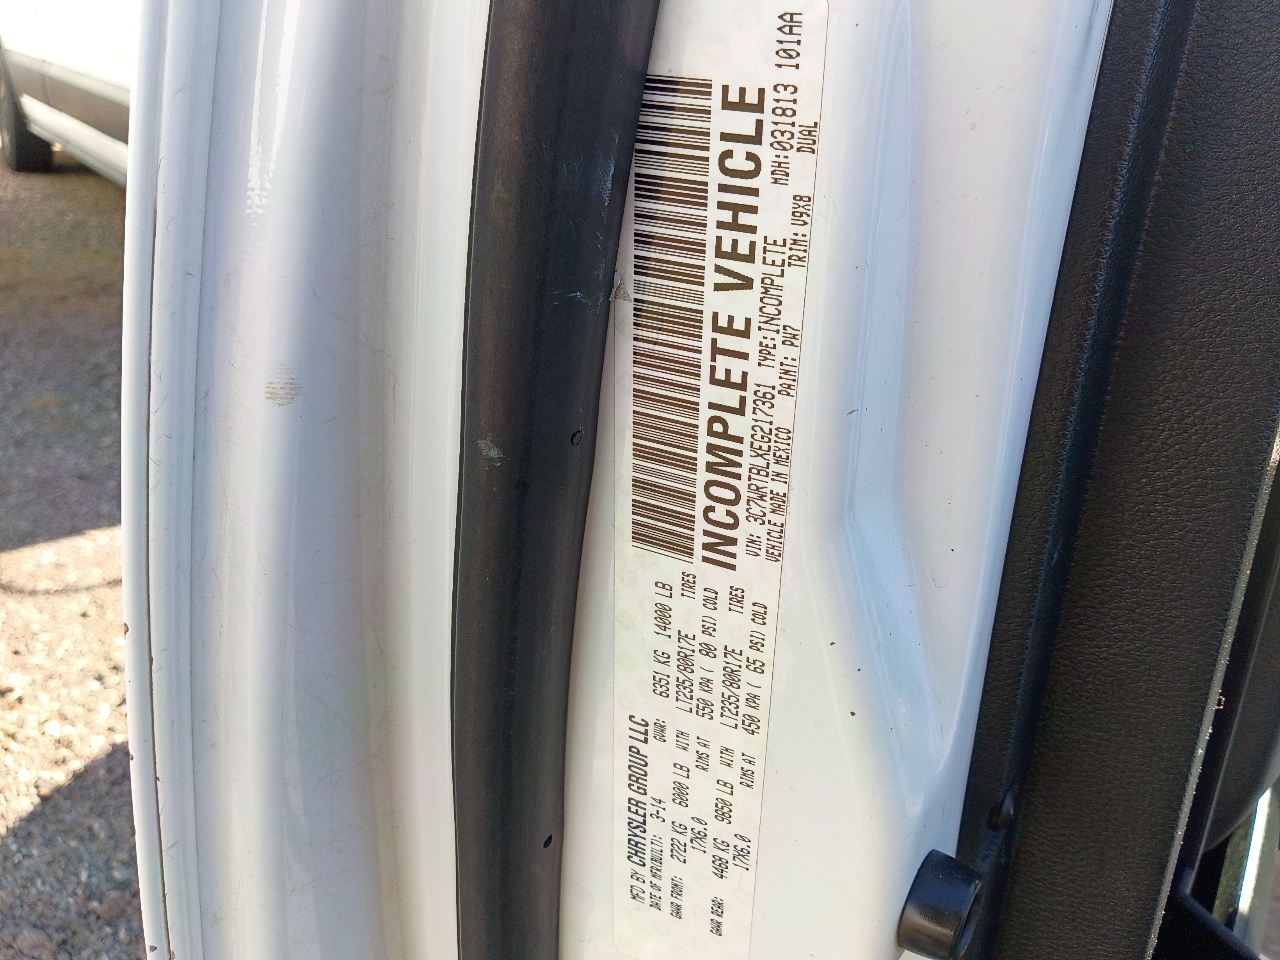 MFD BY CHRYSLER GROUP LLC
DATE OF MFR(BUILT): 3-14 GVWR: 6351 KG 14000 LB
GAWR FRONT: 2722 KG 6000 LB WITH LT235/80R17E TIRES
17X6.0 RIMS AT 550 KPA ( 80 PSI) COLD
GAWR REAR: 4468 KG 9850 LB WITH LT235/80R17E TIRES
17X6.0 RIMS AT 450 KPA ( 65 PSI) COLD
INCOMPLETE VEHICLE
VIN: 3C7WRTBLXEG217361 TYPE: INCOMPLETE MDH: 031813 101AA
VEHICLE MADE IN MEXICO PAINT: PW7 TRIM: V9X8 DUAL